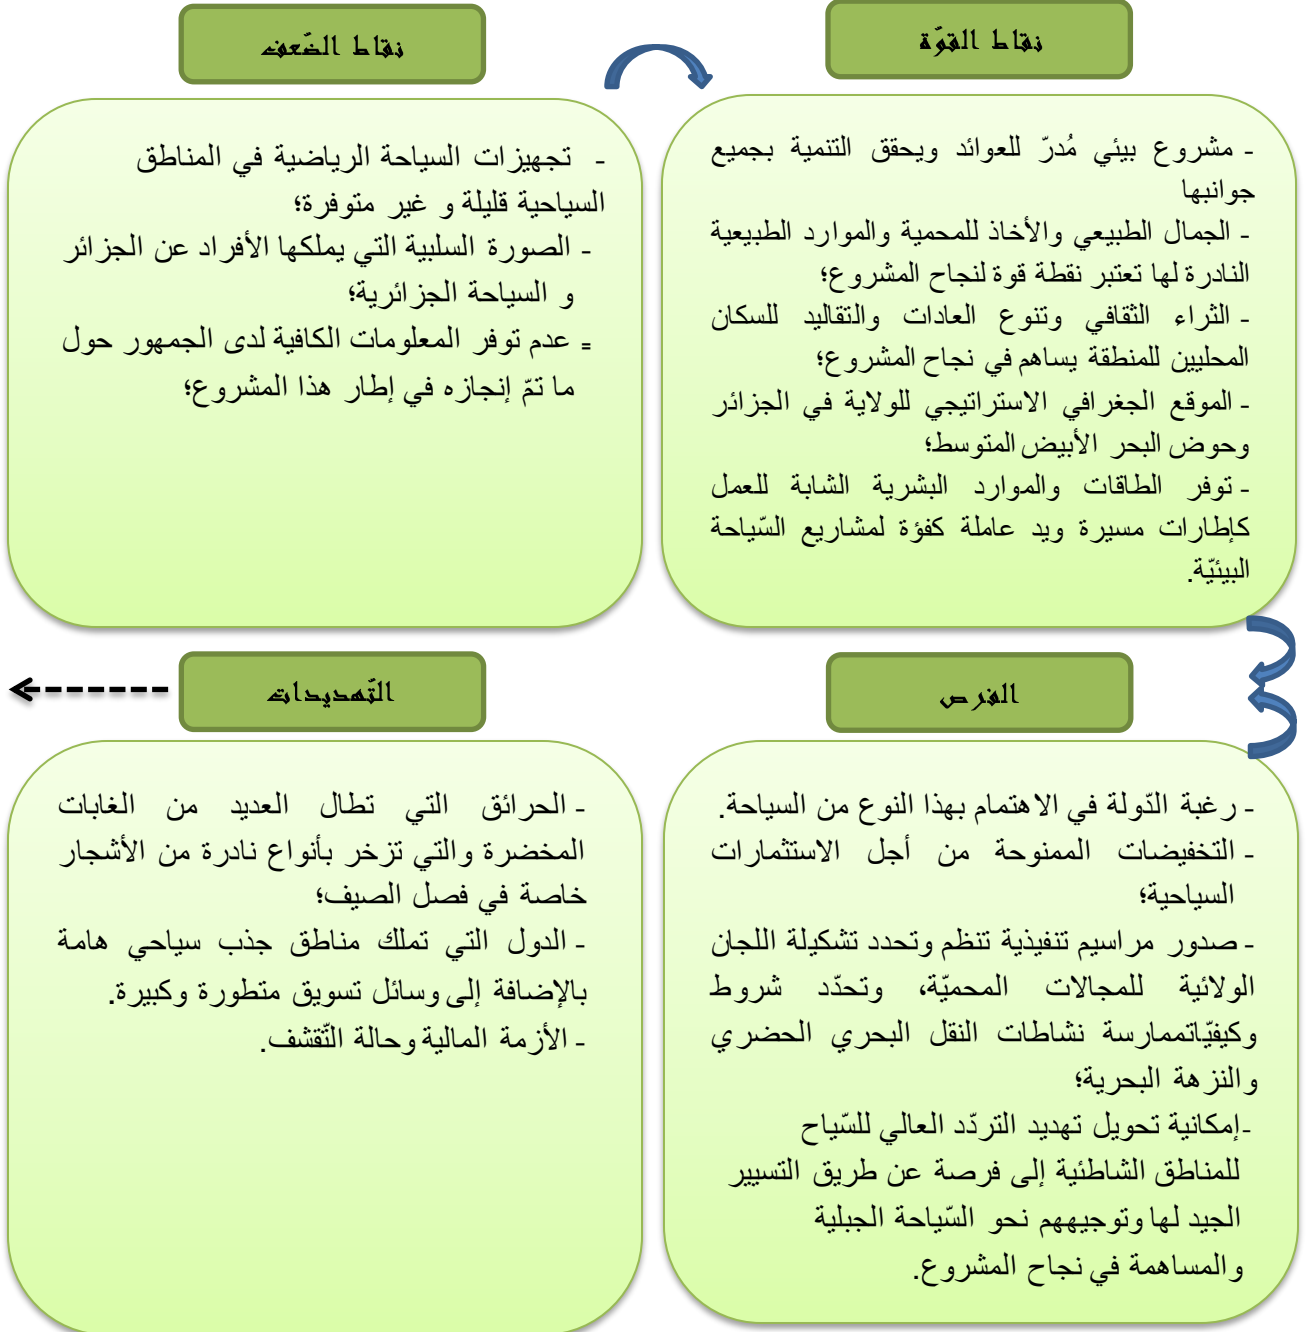 نقاط القوّة
- مشروع بيئي مُدرّ للعوائد ويحقق التنمية بجميع
جوانبها
- الجمال الطبيعي والأخاذ للمحمية والموارد الطبيعية
النادرة لها تعتبر نقطة قوة لنجاح المشروع؛
- الثراء الثقافي وتنوع العادات والتقاليد للسكان
المحليين للمنطقة يساهم في نجاح المشروع؛
- الموقع الجغرافي الاستراتيجي للولاية في الجزائر
وحوض البحر الأبيض المتوسط؛
- توفر الطاقات والموارد البشرية الشابة للعمل
كإطارات مسيرة ويد عاملة كفؤة لمشاريع السّياحة
البيئيّة.
نقاط الضّعف
- تجهيزات السياحة الرياضية في المناطق
السياحية قليلة و غير متوفرة؛
- الصورة السلبية التي يملكها الأفراد عن الجزائر
و السياحة الجزائرية؛
- عدم توفر المعلومات الكافية لدى الجمهور حول
ما تمّ إنجازه في إطار هذا المشروع؛
الفرص
- رغبة الدّولة في الاهتمام بهذا النوع من السياحة.
- التخفيضات الممنوحة من أجل الاستثمارات
السياحية؛
- صدور مراسيم تنفيذية تنظم وتحدد تشكيلة اللجان
الولائية للمجالات المحميّة، وتحدّد شروط
وكيفيّاتممارسة نشاطات النقل البحري الحضري
والنزهة البحرية؛
-إمكانية تحويل تهديد التردّد العالي للسّياح
للمناطق الشاطئية إلى فرصة عن طريق التسيير
الجيد لها وتوجيههم نحو السّياحة الجبلية
والمساهمة في نجاح المشروع.
التّهديدات
- الحرائق التي تطال العديد من الغابات
المخضرة والتي تزخر بأنواع نادرة من الأشجار
خاصة في فصل الصيف؛
- الدول التي تملك مناطق جذب سياحي هامة
بالإضافة إلى وسائل تسويق متطورة وكبيرة.
- الأزمة المالية وحالة التّقشف.